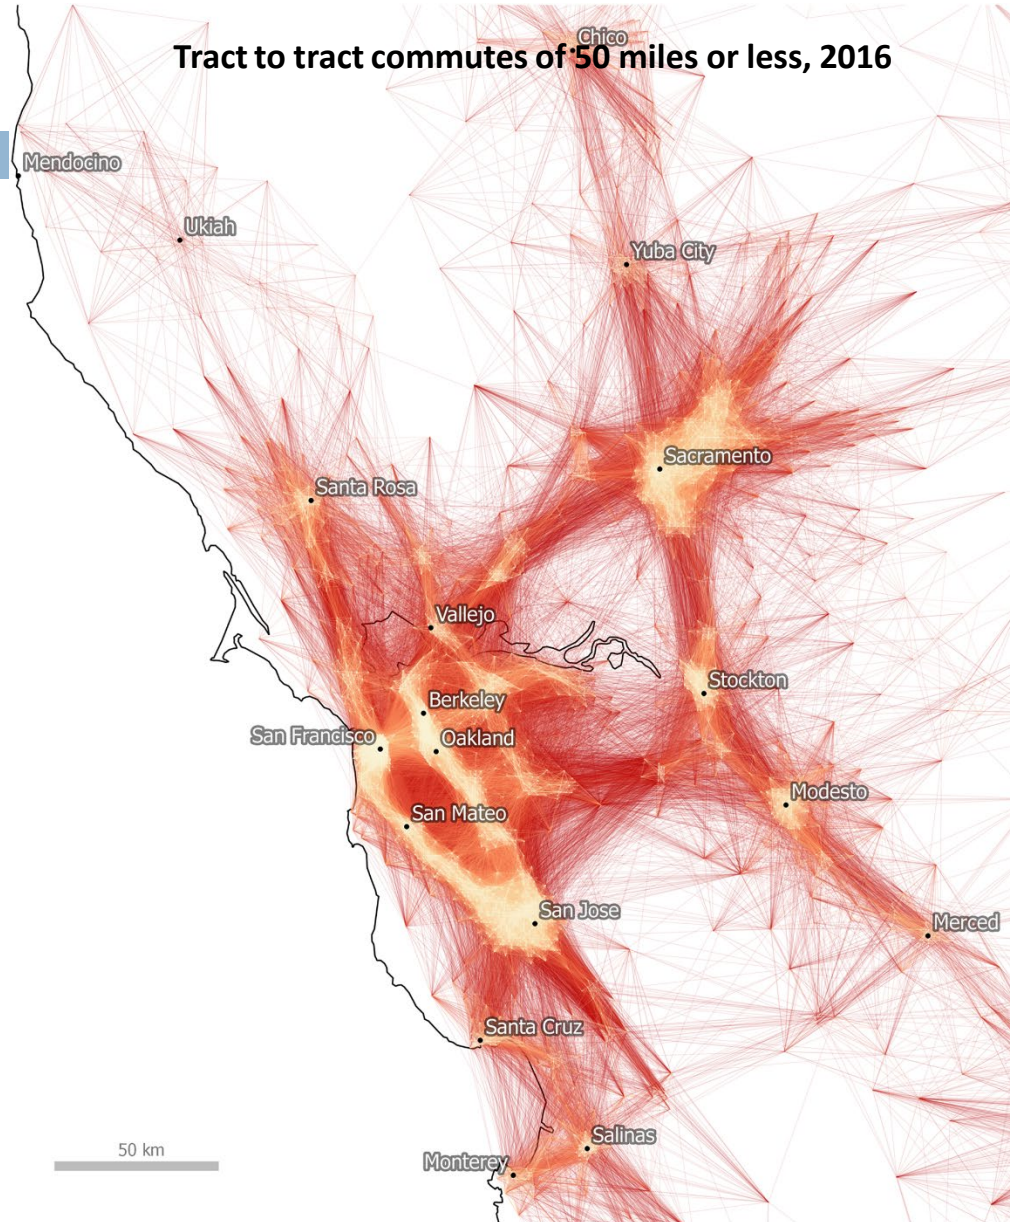 Chico
Tract to tract commutes of 50 miles or less, 2016
Mendocino
Ukiah
Yuba City
Sacramento
Santa Rosa
Vallejo
Stockton
Berkeley
San Francisco
Oakland
Modesto
San Mateo
San Jose
Merced
Santa Cruz
Salinas
50 km
Monterey